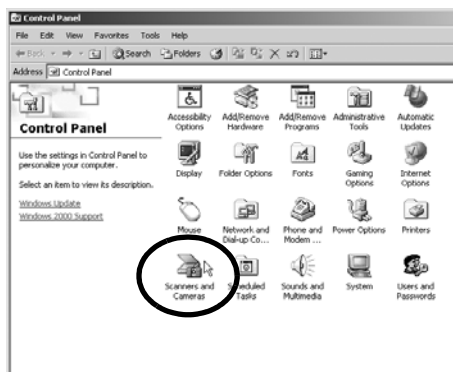 Control Panel
File Edit View Favorites Tools Help
Back Search Folders
Address Control Panel
Control Panel
Use the settings in Control Panel to
personalize your computer.
Select an item to view its description.
Windows Update
Windows 2000 Support
Accessibility Options
Add/Remove Hardware
Add/Remove Programs
Administrative Tools
Automatic Updates
Display
Folder Options
Fonts
Gaming Options
Internet Options
Mouse
Network and Dial-up Co...
Phone and Modem ...
Power Options
Printers
Scanners and Cameras
Scheduled Tasks
Sounds and Multimedia
System
Users and Passwords